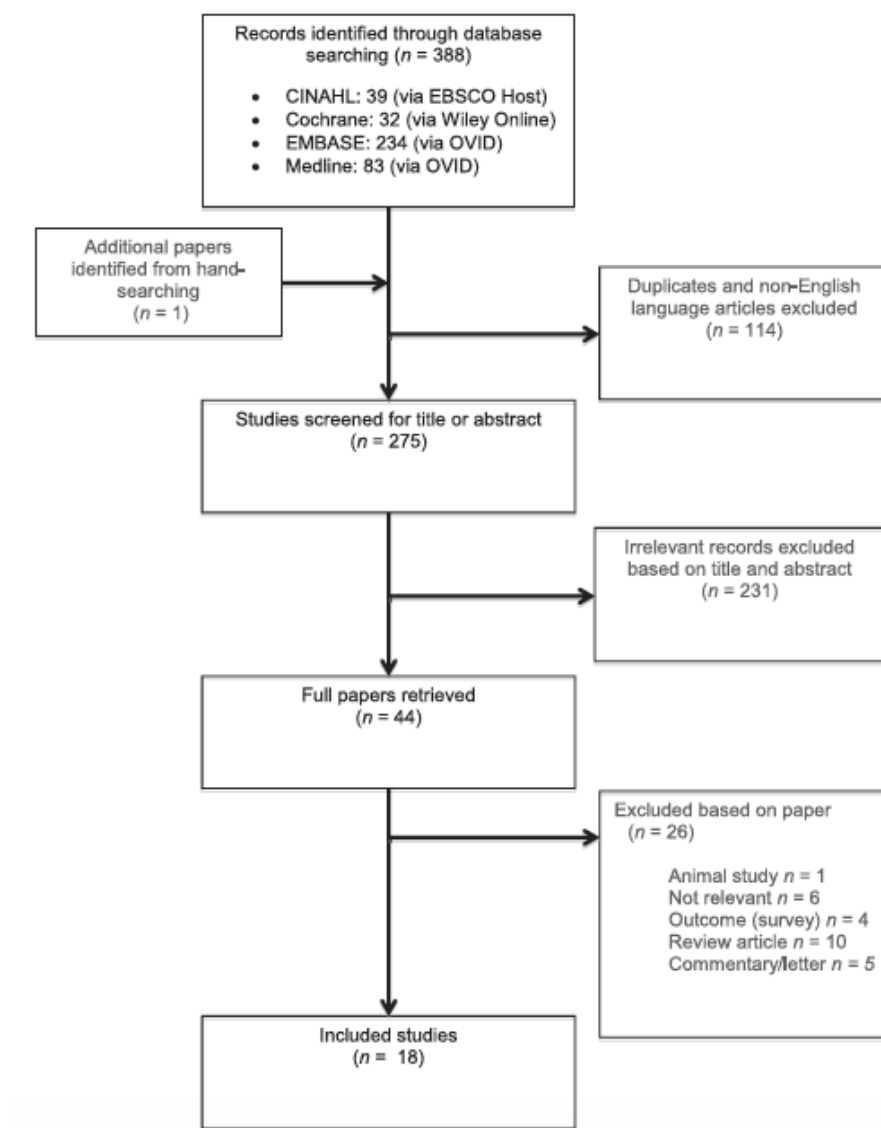 Records identified through database
searching (n = 388)
• CINAHL: 39 (via EBSCO Host)
• Cochrane: 32 (via Wiley Online)
• EMBASE: 234 (via OVID)
• Medline: 83 (via OVID)
Additional papers
identified from hand-
searching
(n = 1)
Duplicates and non-English
language articles excluded
(n = 114)
Studies screened for title or abstract
(n = 275)
Irrelevant records excluded
based on title and abstract
(n = 231)
Full papers retrieved
(n = 44)
Excluded based on paper
(n = 26)
Animal study n = 1
Not relevant n = 6
Outcome (survey) n = 4
Review article n = 10
Commentary/letter n = 5
Included studies
(n = 18)